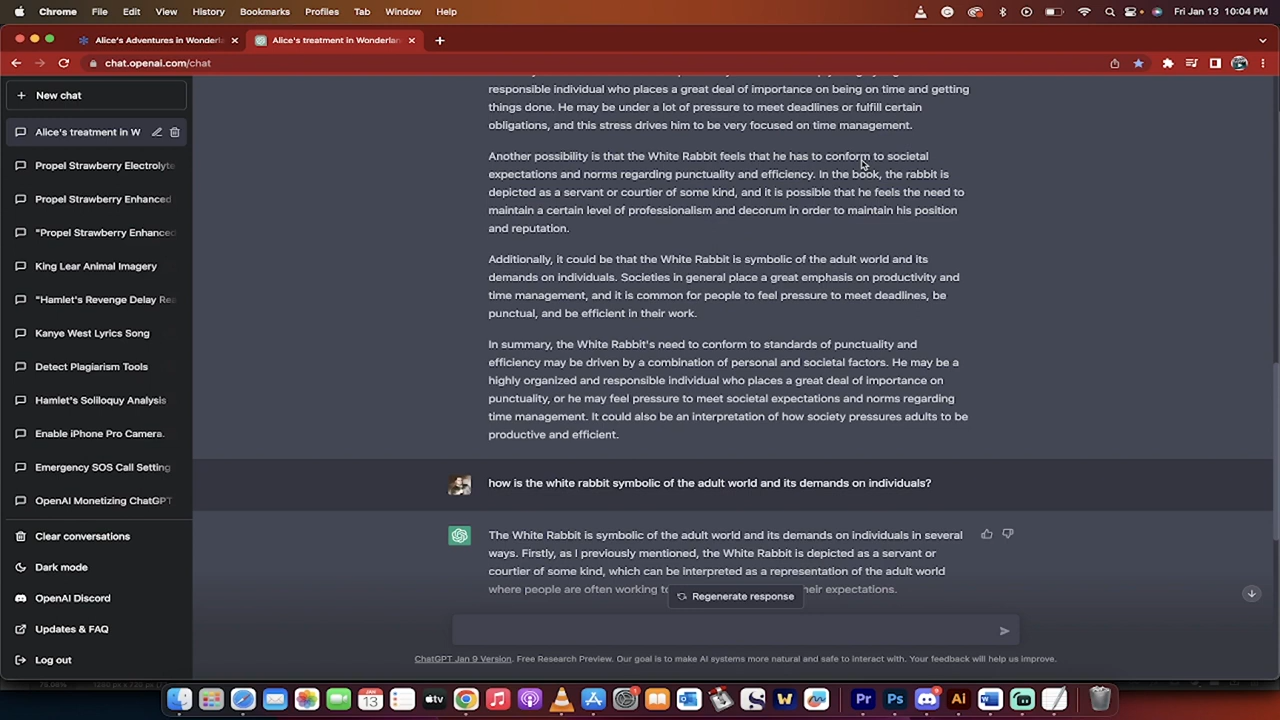 Chrome File Edit View History Bookmarks Profiles Tab Window Help
Fri Jan 13 10:04 PM
Alice's Adventures in Wonderla
Alice's treatment in Wonderlan
chat.openai.com/chat
New chat
Alice's treatment in W
Propel Strawberry Electrolyte
Propel Strawberry Enhanced
"Propel Strawberry Enhanced
King Lear Animal Imagery
"Hamlet's Revenge Delay Rea
Kanye West Lyrics Song
Detect Plagiarism Tools
Hamlet's Soliloquy Analysis
Enable iPhone Pro Camera.
Emergency SOS Call Setting
OpenAI Monetizing ChatGPT
Clear conversations
Dark mode
OpenAI Discord
Updates & FAQ
Log out
responsible individual who places a great deal of importance on being on time and getting
things done. He may be under a lot of pressure to meet deadlines or fulfill certain
obligations, and this stress drives him to be very focused on time management.
Another possibility is that the White Rabbit feels that he has to conform to societal
expectations and norms regarding punctuality and efficiency. In the book, the rabbit is
depicted as a servant or courtier of some kind, and it is possible that he feels the need to
maintain a certain level of professionalism and decorum in order to maintain his position
and reputation.
Additionally, it could be that the White Rabbit is symbolic of the adult world and its
demands on individuals. Societies in general place a great emphasis on productivity and
time management, and it is common for people to feel pressure to meet deadlines, be
punctual, and be efficient in their work.
In summary, the White Rabbit's need to conform to standards of punctuality and
efficiency may be driven by a combination of personal and societal factors. He may be a
highly organized and responsible individual who places a great deal of importance on
punctuality, or he may feel pressure to meet societal expectations and norms regarding
time management. It could also be an interpretation of how society pressures adults to be
productive and efficient.
how is the white rabbit symbolic of the adult world and its demands on individuals?
The White Rabbit is symbolic of the adult world and its demands on individuals in several
ways. Firstly, as I previously mentioned, the White Rabbit is depicted as a servant or
courtier of some kind, which can be interpreted as a representation of the adult world
where people are often working to heir expectations.
Regenerate response
ChatGPT Jan 9 Version. Free Research Preview. Our goal is to make AI systems more natural and safe to interact with. Your feedback will help us improve.